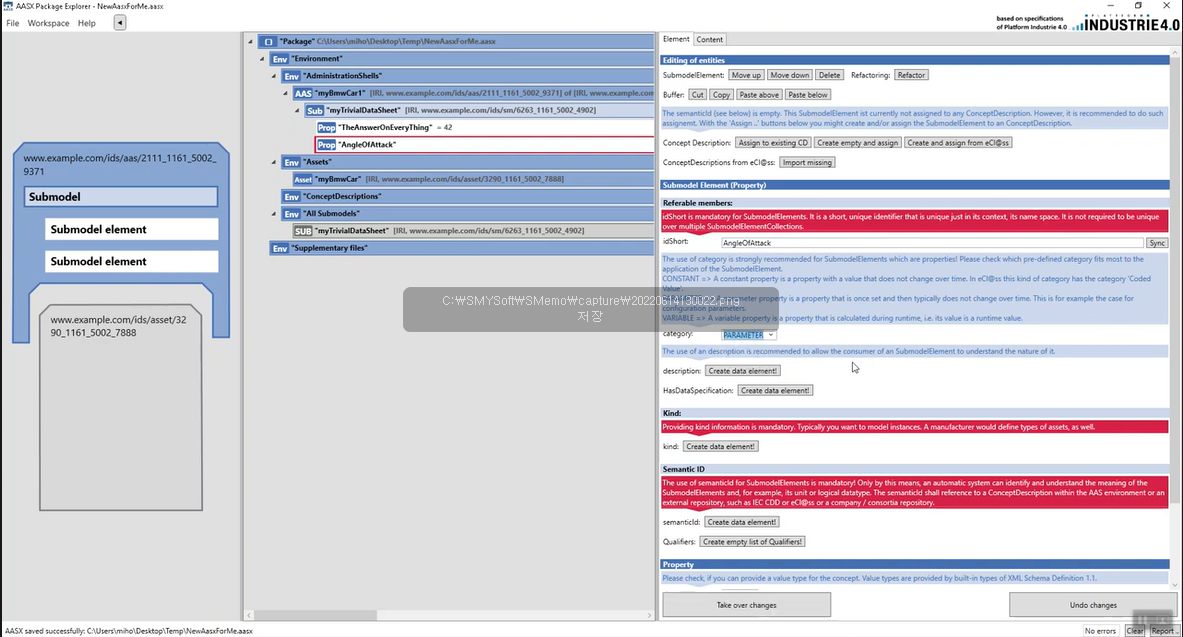 AASX Package Explorer - NewAasxForMe.aasx
File Workspace Help
based on specifications
of Platform Industrie 4.0
PLATTFORM
INDUSTRIE4.0
www.example.com/ids/aas/2111_1161_5002_
9371
Submodel
Submodel element
Submodel element
www.example.com/ids/asset/32
90_1161_5002_7888
"Package" C:\Users\miho\Desktop\Temp\NewAasxForMe.aasx
Env "Environment"
Env "AdministrationShells"
AAS "myBmwCar1" [IRI, www.example.com/ids/aas/2111_1161_5002_9371] of [IRI, www.example.com
Sub "myTrivialDataSheet" [IRI, www.example.com/ids/sm/6263_1161_5002_4902]
Prop "TheAnswerOnEveryThing" = 42
Prop "AngleOfAttack"
Env "Assets"
Asset "myBmwCar" [IRI, www.example.com/ids/asset/3290_1161_5002_7888]
Env "ConceptDescriptions"
Env "All Submodels"
SUB "myTrivialDataSheet" [IRI, www.example.com/ids/sm/6263_1161_5002_4902]
Env "Supplementary files"
Element Content
Editing of entities
SubmodelElement: Move up Move down Delete Refactoring: Refactor
Buffer: Cut Copy Paste above Paste below
The semanticId (see below) is empty. This SubmodelElement ist currently not assigned to any ConceptDescription. However, it is recommended to do such
assignemt. With the 'Assign ..' buttons below you might create and/or assign the SubmodelElement to an ConceptDescription.
Concept Description: Assign to existing CD Create empty and assign Create and assign from eCl@ss
ConceptDescriptions from eCl@ss: Import missing
Submodel Element (Property)
Referable members:
idShort is mandatory for SubmodelElements. It is a short, unique identifier that is unique just in its context, its name space. It is not required to be unique
over multiple SubmodelElementCollections.
idShort: AngleOfAttack Sync
The use of category is strongly recommended for SubmodelElements which are properties! Please check which pre-defined category fits most to the
application of the SubmodelElement.
CONSTANT => A constant property is a property with a value that does not change over time. In eCl@ss this kind of category has the category 'Coded
Value'.
meter property is a property that is once set and then typically does not change over time. This is for example the case for
configuration parameters.
VARIABLE => A variable property is a property that is calculated during runtime, i.e. its value is a runtime value.
C:\SMYSoft\SMemo\capture\20220614130022.png
저장
category: PARAMETER
The use of an description is recommended to allow the consumer of an SubmodelElement to understand the nature of it.
description: Create data element!
HasDataSpecification: Create data element!
Kind:
Providing kind information is mandatory. Typically you want to model instances. A manufacturer would define types of assets, as well.
kind: Create data element!
Semantic ID
The use of semanticId for SubmodelElements is mandatory! Only by this means, an automatic system can identify and understand the meaning of the
SubmodelElements and, for example, its unit or logical datatype. The semanticId shall reference to a ConceptDescription within the AAS environment or an
external repository, such as IEC CDD or eCl@ss or a company / consortia repository.
semanticId: Create data element!
Qualifiers: Create empty list of Qualifiers!
Property
Please check, if you can provide a value type for the concept. Value types are provided by built-in types of XML Schema Definition 1.1.
Take over changes Undo changes
AASX saved successfully: C:\Users\miho\Desktop\Temp\NewAasxForMe.aasx
No errors Clear Report ..